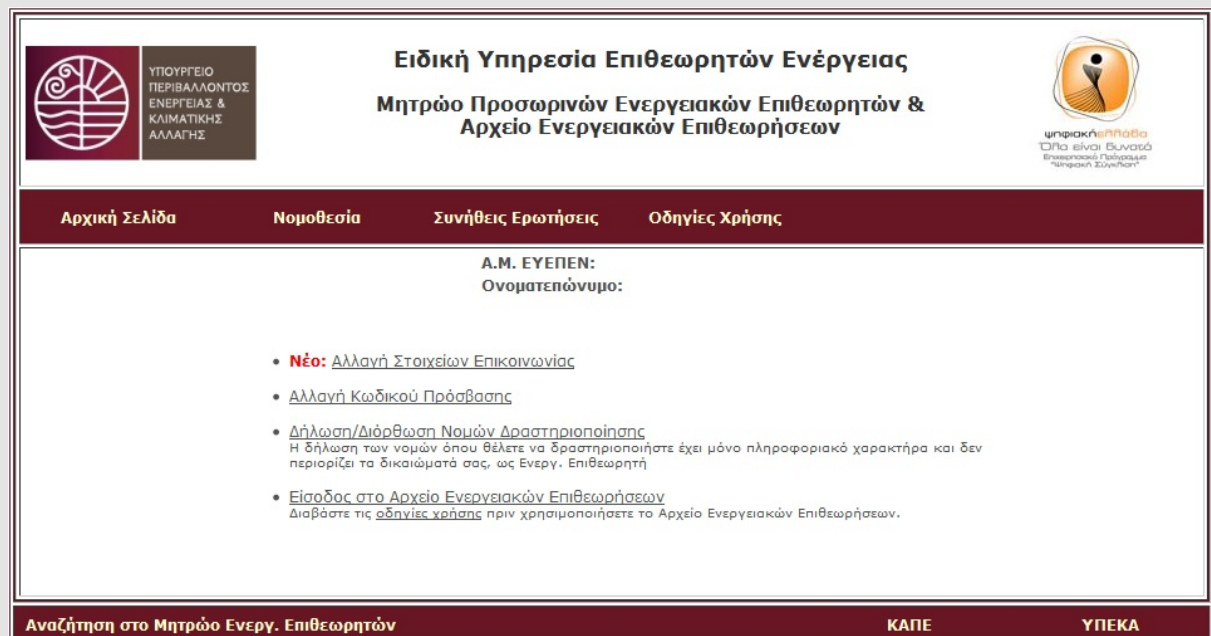 ΥΠΟΥΡΓΕΙΟ
ΠΕΡΙΒΑΛΛΟΝΤΟΣ
ΕΝΕΡΓΕΙΑΣ &
ΚΛΙΜΑΤΙΚΗΣ
ΑΛΛΑΓΗΣ
Ειδική Υπηρεσία Επιθεωρητών Ενέργειας
Μητρώο Προσωρινών Ενεργειακών Επιθεωρητών &
Αρχείο Ενεργειακών Επιθεωρήσεων
ψηφιακήελλάδα
Όλα είναι δυνατά
Επιχειρησιακό Πρόγραμμα
"Ψηφιακή Σύγκλιση"
Αρχική Σελίδα Νομοθεσία Συνήθεις Ερωτήσεις Οδηγίες Χρήσης
Α.Μ. ΕΥΕΠΕΝ:
Ονοματεπώνυμο:
• Νέο: Αλλαγή Στοιχείων Επικοινωνίας
• Αλλαγή Κωδικού Πρόσβασης
• Δήλωση/Διόρθωση Νομών Δραστηριοποίησης
Η δήλωση των νομών όπου θέλετε να δραστηριοποιήστε έχει μόνο πληροφοριακό χαρακτήρα και δεν
περιορίζει τα δικαιώματά σας, ως Ενεργ. Επιθεωρητή
• Είσοδος στο Αρχείο Ενεργειακών Επιθεωρήσεων
Διαβάστε τις οδηγίες χρήσης πριν χρησιμοποιήσετε το Αρχείο Ενεργειακών Επιθεωρήσεων.
Αναζήτηση στο Μητρώο Ενεργ. Επιθεωρητών ΚΑΠΕ ΥΠΕΚΑ